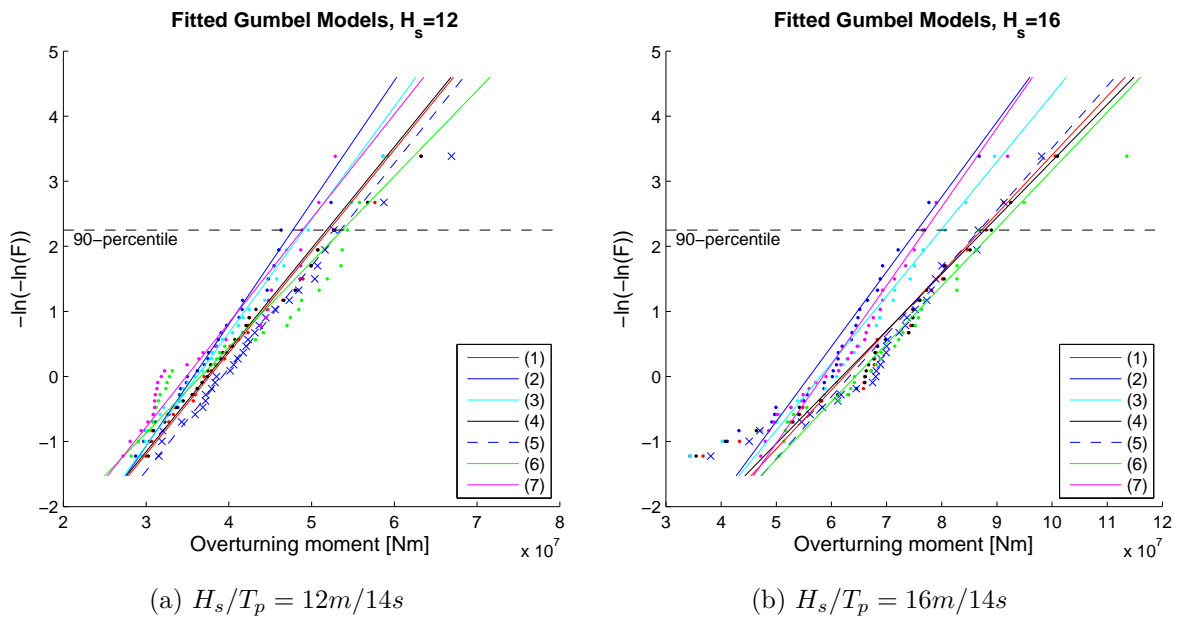 Fitted Gumbel Models, H_s=12
5
4
3
2
1
0
−1
−2
−ln(−ln(F))
90−percentile
(1)
(2)
(3)
(4)
(5)
(6)
(7)
2 3 4 5 6 7 8
x 10^7
Overturning moment [Nm]
(a) H_s/T_p = 12m/14s
Fitted Gumbel Models, H_s=16
5
4
3
2
1
0
−1
−2
−ln(−ln(F))
90−percentile
(1)
(2)
(3)
(4)
(5)
(6)
(7)
3 4 5 6 7 8 9 10 11 12
x 10^7
Overturning moment [Nm]
(b) H_s/T_p = 16m/14s